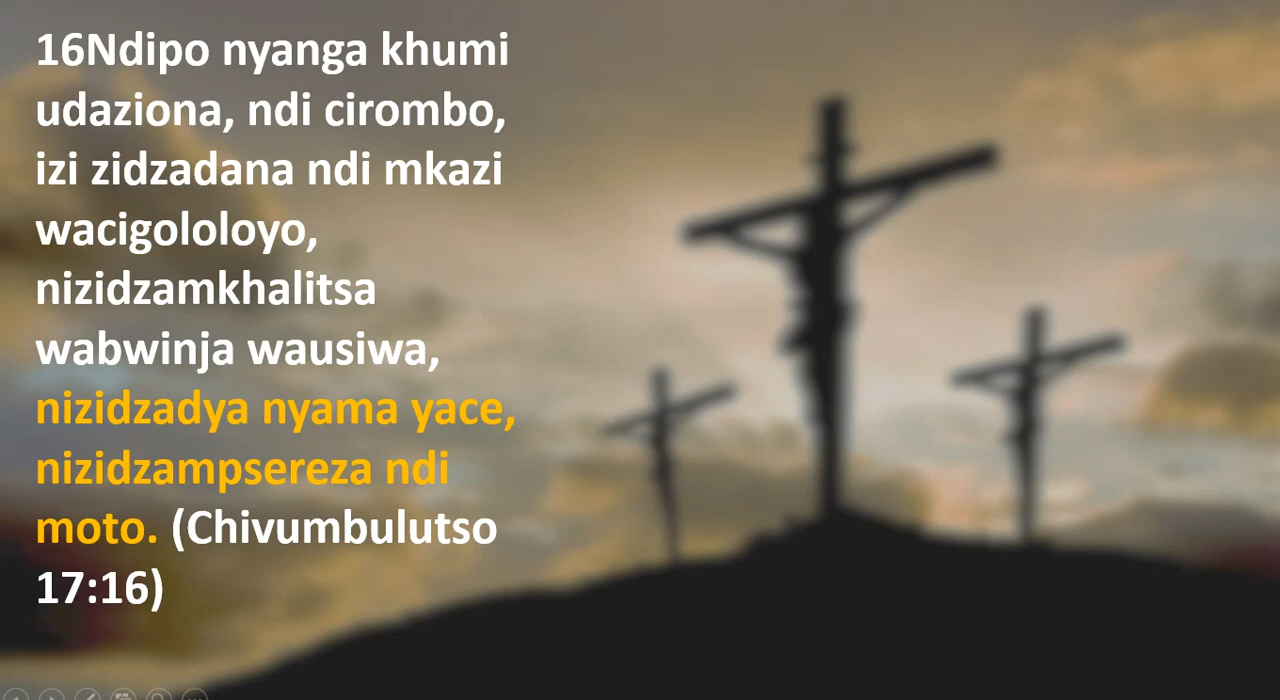 16Ndipo nyanga khumi
udaziona, ndi cirombo,
izi zidzadana ndi mkazi
wacigololoyo,
nizidzamkhalitsa
wabwinja wausiwa,
nizidzadya nyama yace,
nizidzampsereza ndi
moto. (Chivumbulutso
17:16)